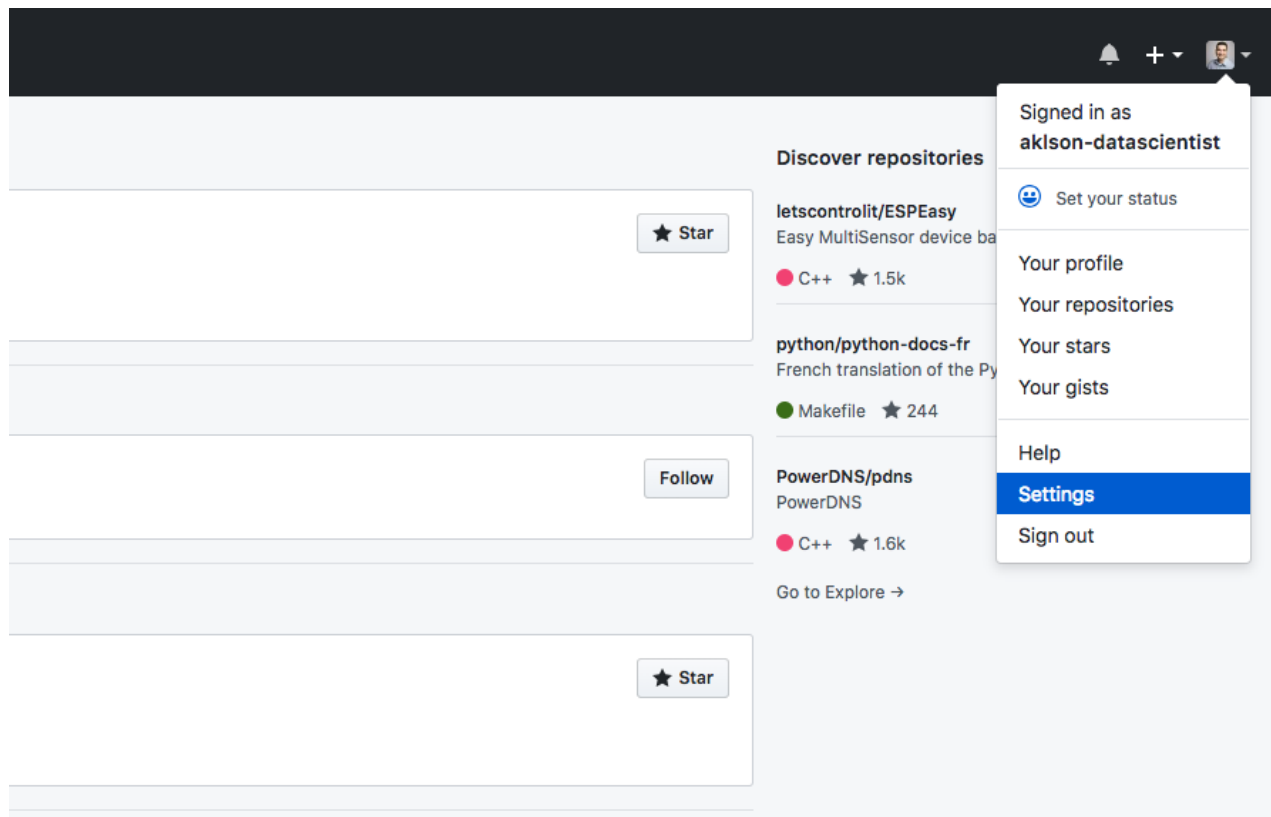 Signed in as
aklson-datascientist
Set your status
Your profile
Your repositories
Your stars
Your gists
Help
Settings
Sign out
Star
Follow
Star
Discover repositories
letscontrolit/ESPEasy
Easy MultiSensor device ba
C++ 1.5k
python/python-docs-fr
French translation of the Py
Makefile 244
PowerDNS/pdns
PowerDNS
C++ 1.6k
Go to Explore →